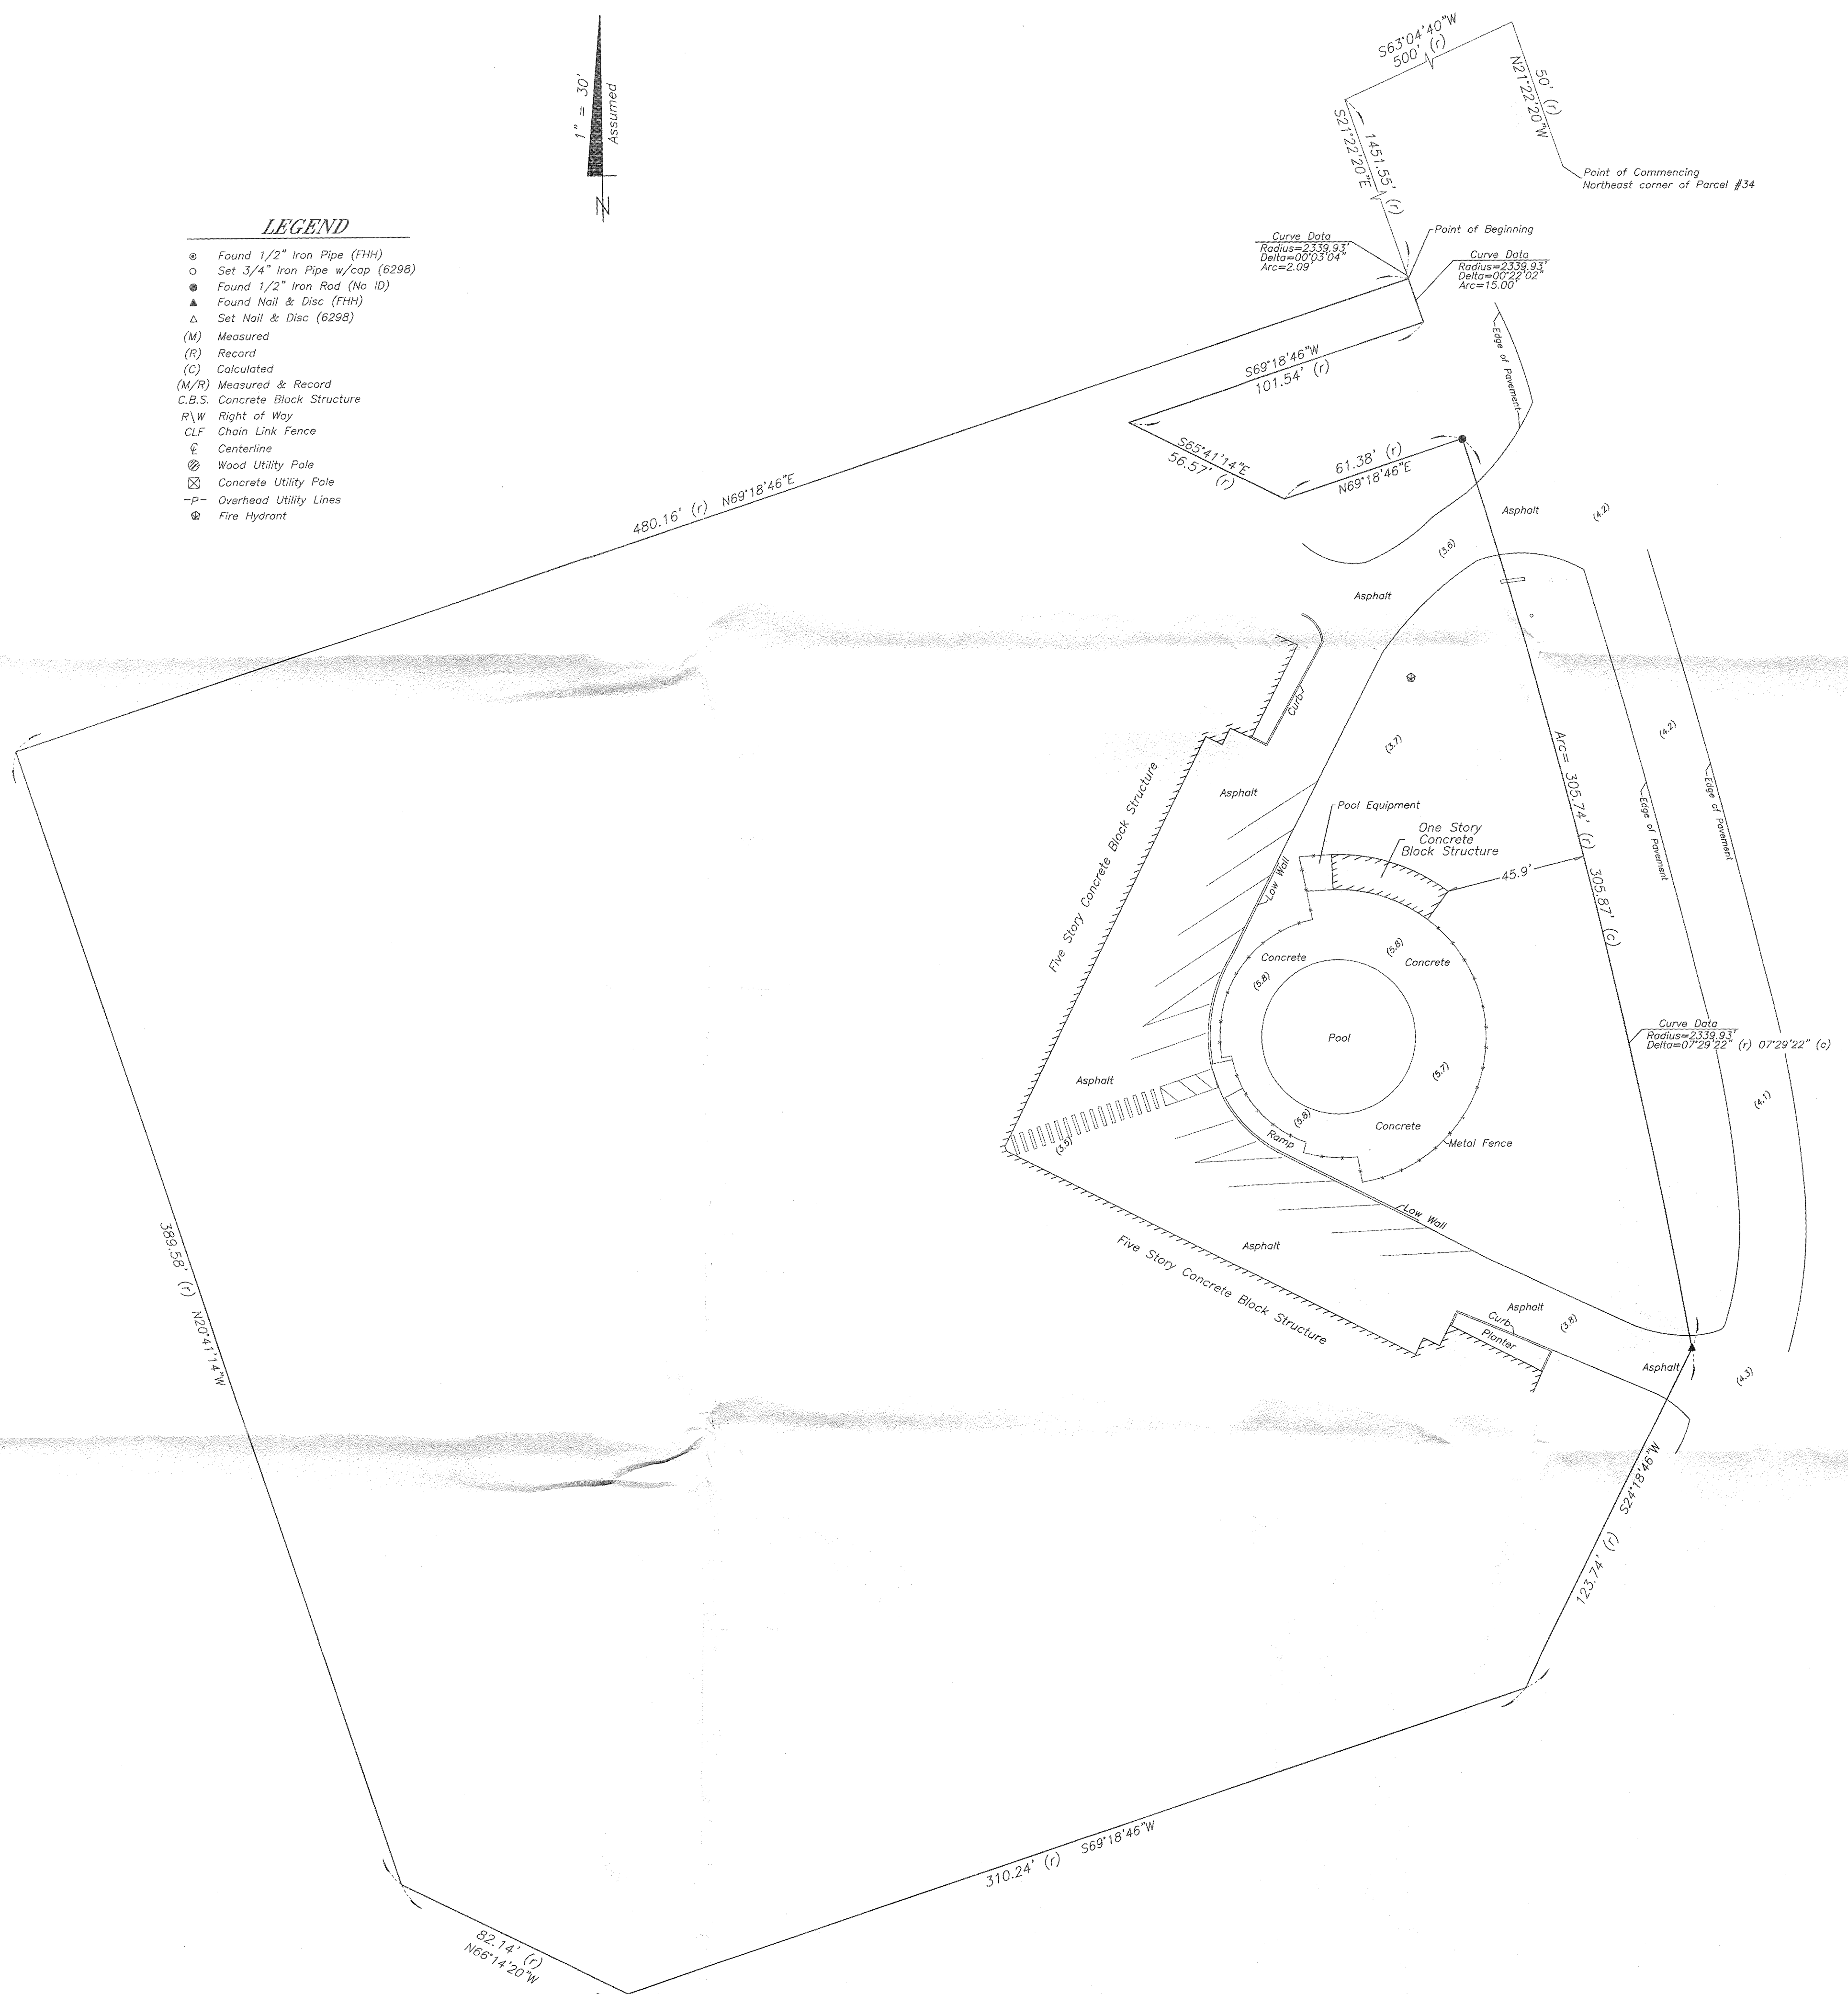 1" = 30'
Assumed
N
LEGEND
Found 1/2" Iron Pipe (FHH)
Set 3/4" Iron Pipe w/cap (6298)
Found 1/2" Iron Rod (No ID)
Found Nail & Disc (FHH)
Set Nail & Disc (6298)
(M) Measured
(R) Record
(C) Calculated
(M/R) Measured & Record
C.B.S. Concrete Block Structure
R\W Right of Way
CLF Chain Link Fence
℄ Centerline
Wood Utility Pole
Concrete Utility Pole
-P- Overhead Utility Lines
Fire Hydrant
S63°04'40"W
500' (r)
50' (r)
N21°22'20"W
Point of Commencing
Northeast corner of Parcel #34
1451.55' (r)
S21°22'20"E
Point of Beginning
Curve Data
Radius=2339.93'
Delta=00°03'04"
Arc=2.09'
Curve Data
Radius=2339.93'
Delta=00°22'02"
Arc=15.00'
S69°18'46"W
101.54' (r)
Edge of Pavement
S65°41'14"E
56.57' (r)
61.38' (r)
N69°18'46"E
480.16' (r) N69°18'46"E
Asphalt
(4.2)
(3.6)
Asphalt
Curb
(3.7)
(4.2)
Arc= 305.74' (r) 305.87' (c)
Edge of Pavement
Edge of Pavement
Asphalt
Five Story Concrete Block Structure
Pool Equipment
One Story
Concrete
Block Structure
45.9'
Low Wall
Concrete
(5.8)
(5.8)
Concrete
Pool
Curve Data
Radius=2339.93'
Delta=07°29'22" (r) 07°29'22" (c)
(5.7)
(4.1)
Asphalt
(3.5)
(5.8)
Ramp
Concrete
Metal Fence
Low Wall
Asphalt
Five Story Concrete Block Structure
Asphalt
Curb
Planter
(3.8)
Asphalt
(4.3)
389.58' (r) N20°41'14"W
123.74' (r) S24°18'46"W
310.24' (r) S69°18'46"W
82.14' (r)
N66°14'20"W